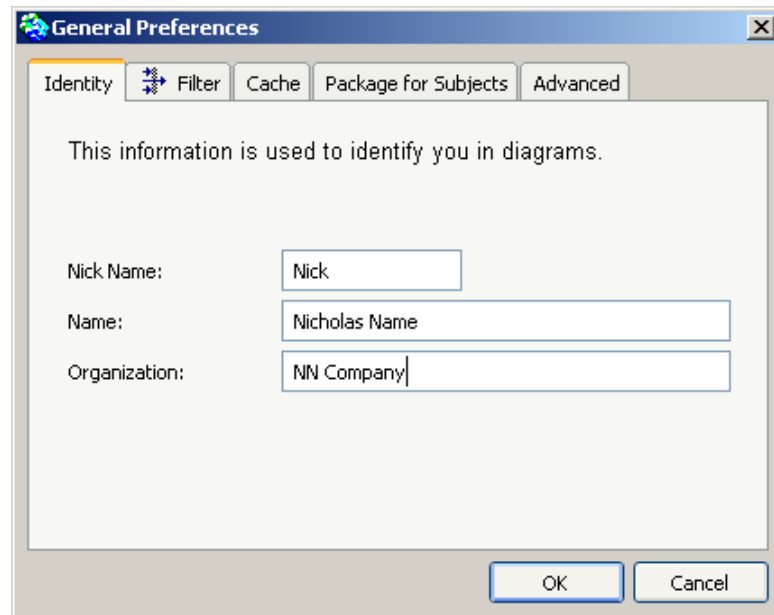 General Preferences
Identity Filter Cache Package for Subjects Advanced
This information is used to identify you in diagrams.
Nick Name: Nick
Name: Nicholas Name
Organization: NN Company
OK Cancel